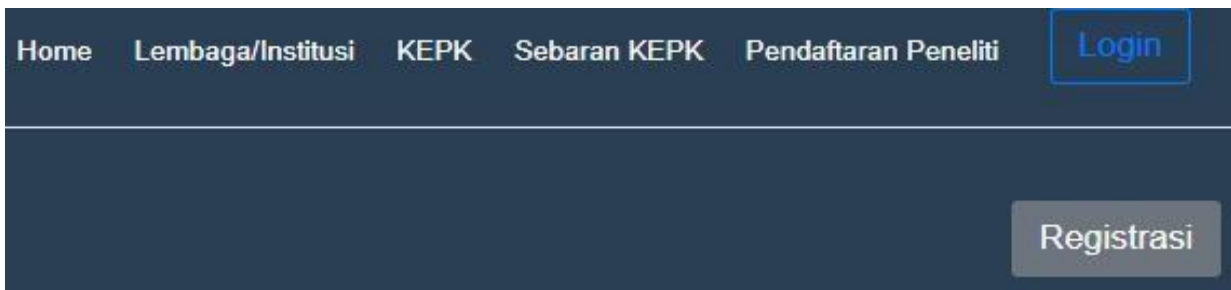 Home Lembaga/Institusi KEPK Sebaran KEPK Pendaftaran Peneliti Login
Registrasi